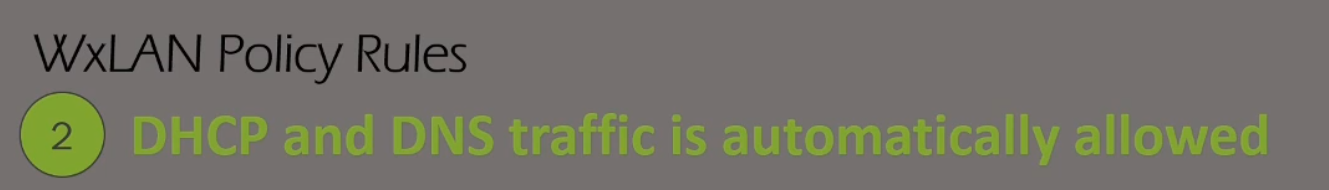 WxLAN Policy Rules
2 DHCP and DNS traffic is automatically allowed